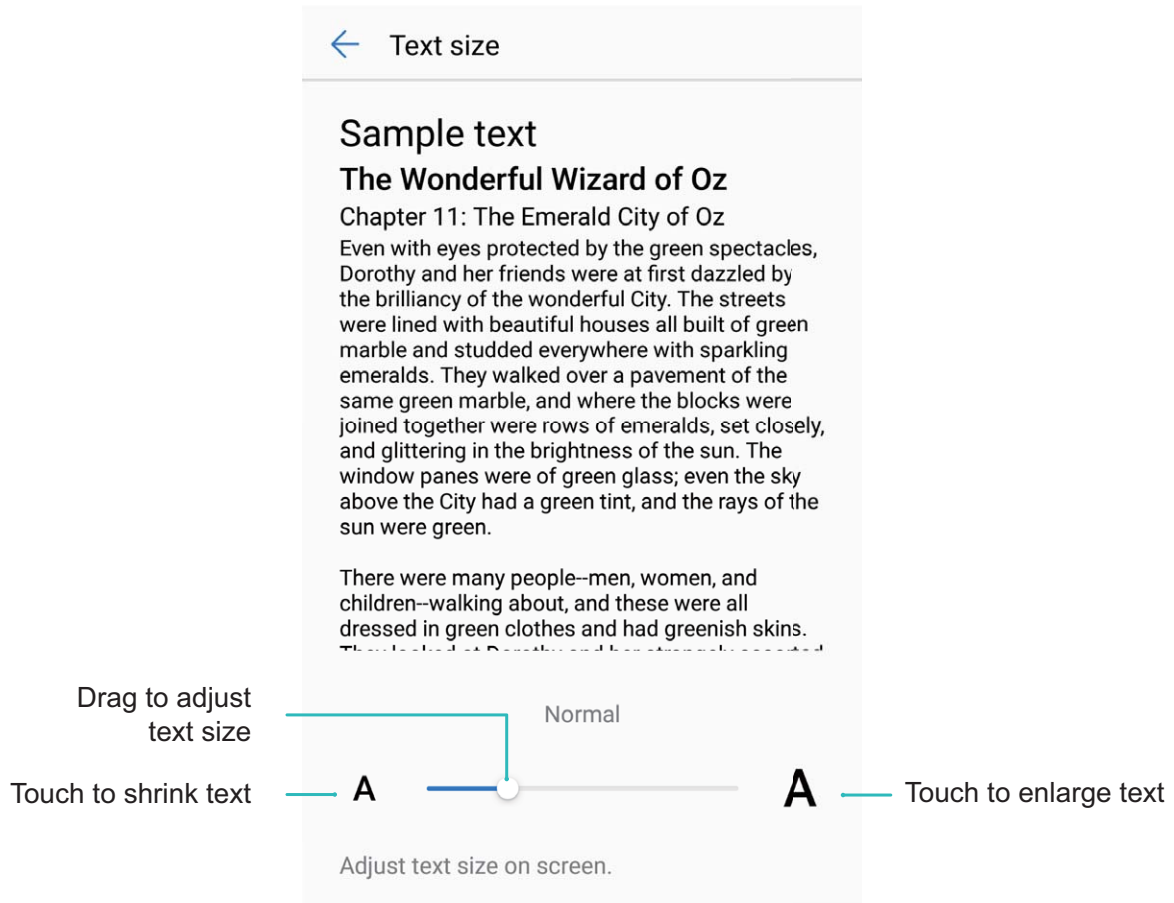 Text size
Sample text
The Wonderful Wizard of Oz
Chapter 11: The Emerald City of Oz
Even with eyes protected by the green spectacles,
Dorothy and her friends were at first dazzled by
the brilliancy of the wonderful City. The streets
were lined with beautiful houses all built of green
marble and studded everywhere with sparkling
emeralds. They walked over a pavement of the
same green marble, and where the blocks were
joined together were rows of emeralds, set closely,
and glittering in the brightness of the sun. The
window panes were of green glass; even the sky
above the City had a green tint, and the rays of the
sun were green.
There were many people--men, women, and
children--walking about, and these were all
dressed in green clothes and had greenish skins.
They looked at Dorothy and her strangely assorted
Drag to adjust
text size
Normal
Touch to shrink text
A
A
Touch to enlarge text
Adjust text size on screen.